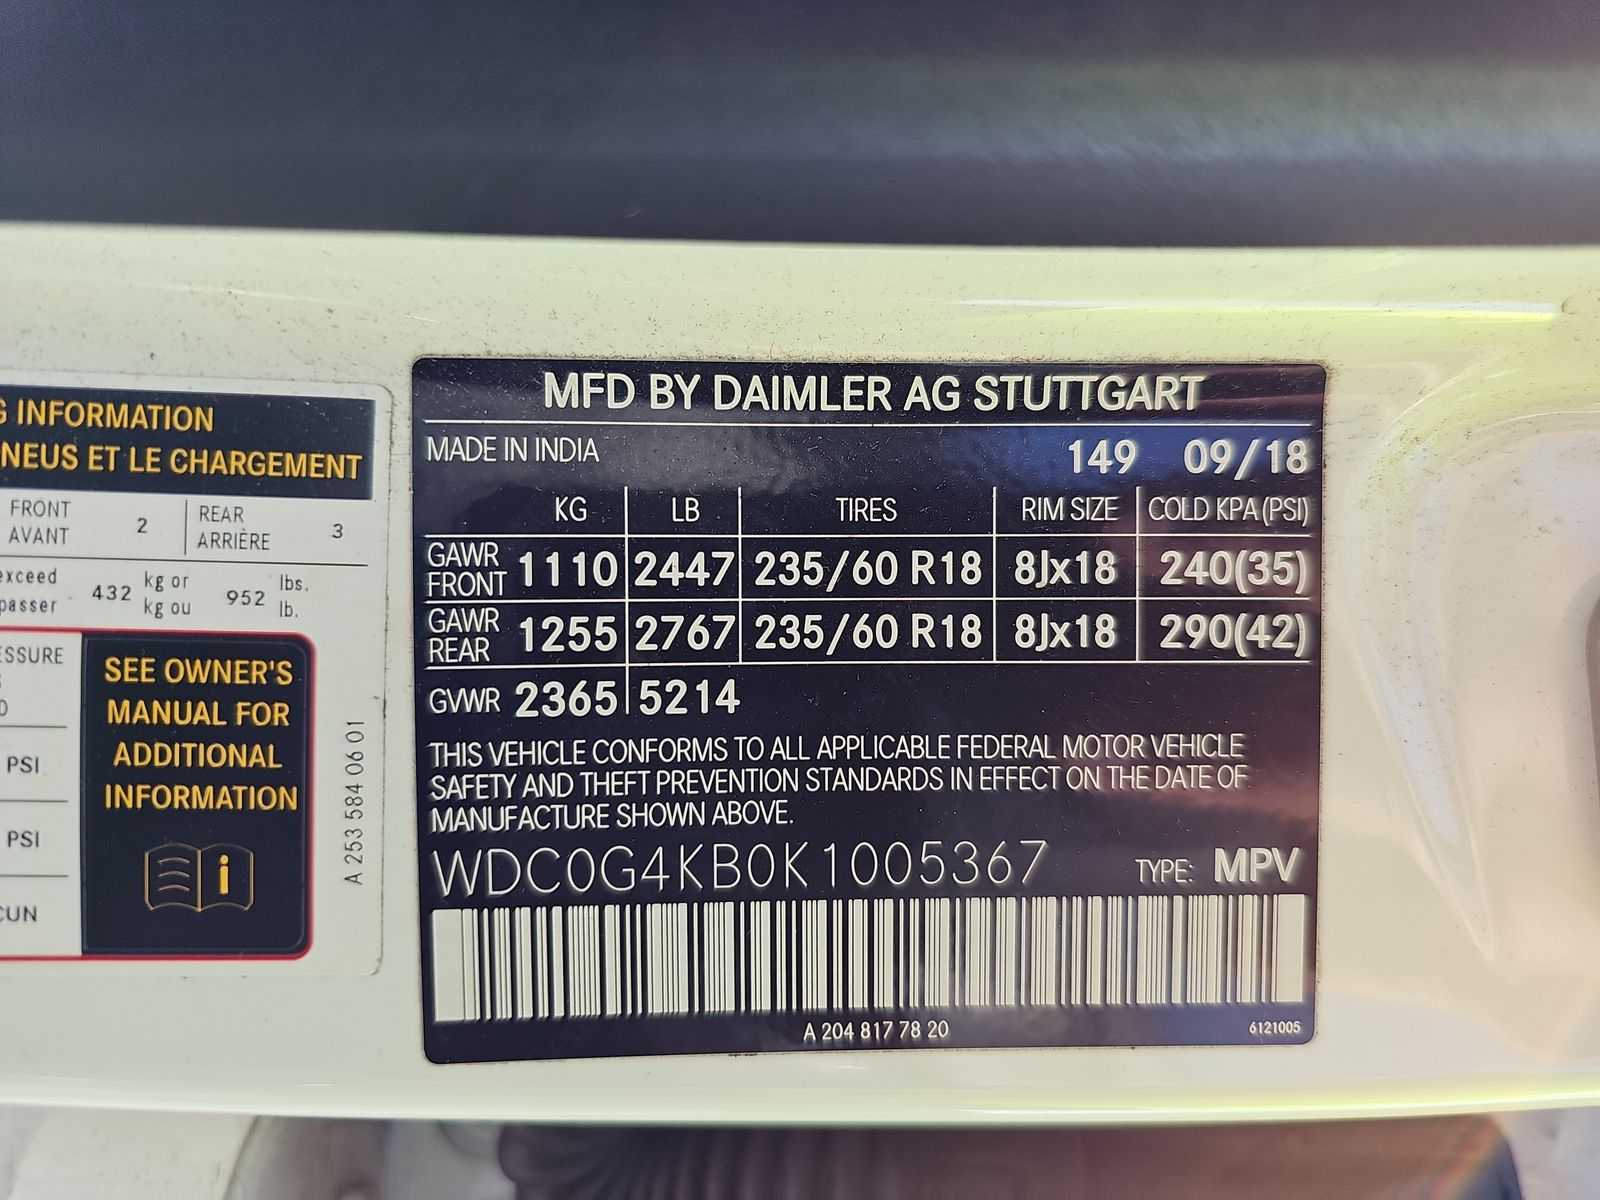 G INFORMATION
NEUS ET LE CHARGEMENT
FRONT
AVANT
2
REAR
ARRIÈRE
3
exceed
passer
432
kg or
kg ou
952
lbs.
lb.
ESSURE
PSI
PSI
CUN
SEE OWNER'S
MANUAL FOR
ADDITIONAL
INFORMATION
i
A 253 584 06 01
MFD BY DAIMLER AG STUTTGART
MADE IN INDIA 149 09/18
KG LB TIRES RIM SIZE COLD KPA (PSI)
GAWR
FRONT
1110 2447 235/60 R18 8Jx18 240(35)
GAWR
REAR
1255 2767 235/60 R18 8Jx18 290(42)
GVWR 2365 5214
THIS VEHICLE CONFORMS TO ALL APPLICABLE FEDERAL MOTOR VEHICLE
SAFETY AND THEFT PREVENTION STANDARDS IN EFFECT ON THE DATE OF
MANUFACTURE SHOWN ABOVE.
WDC0G4KB0K1005367 TYPE: MPV
A 204 817 78 20 6121005